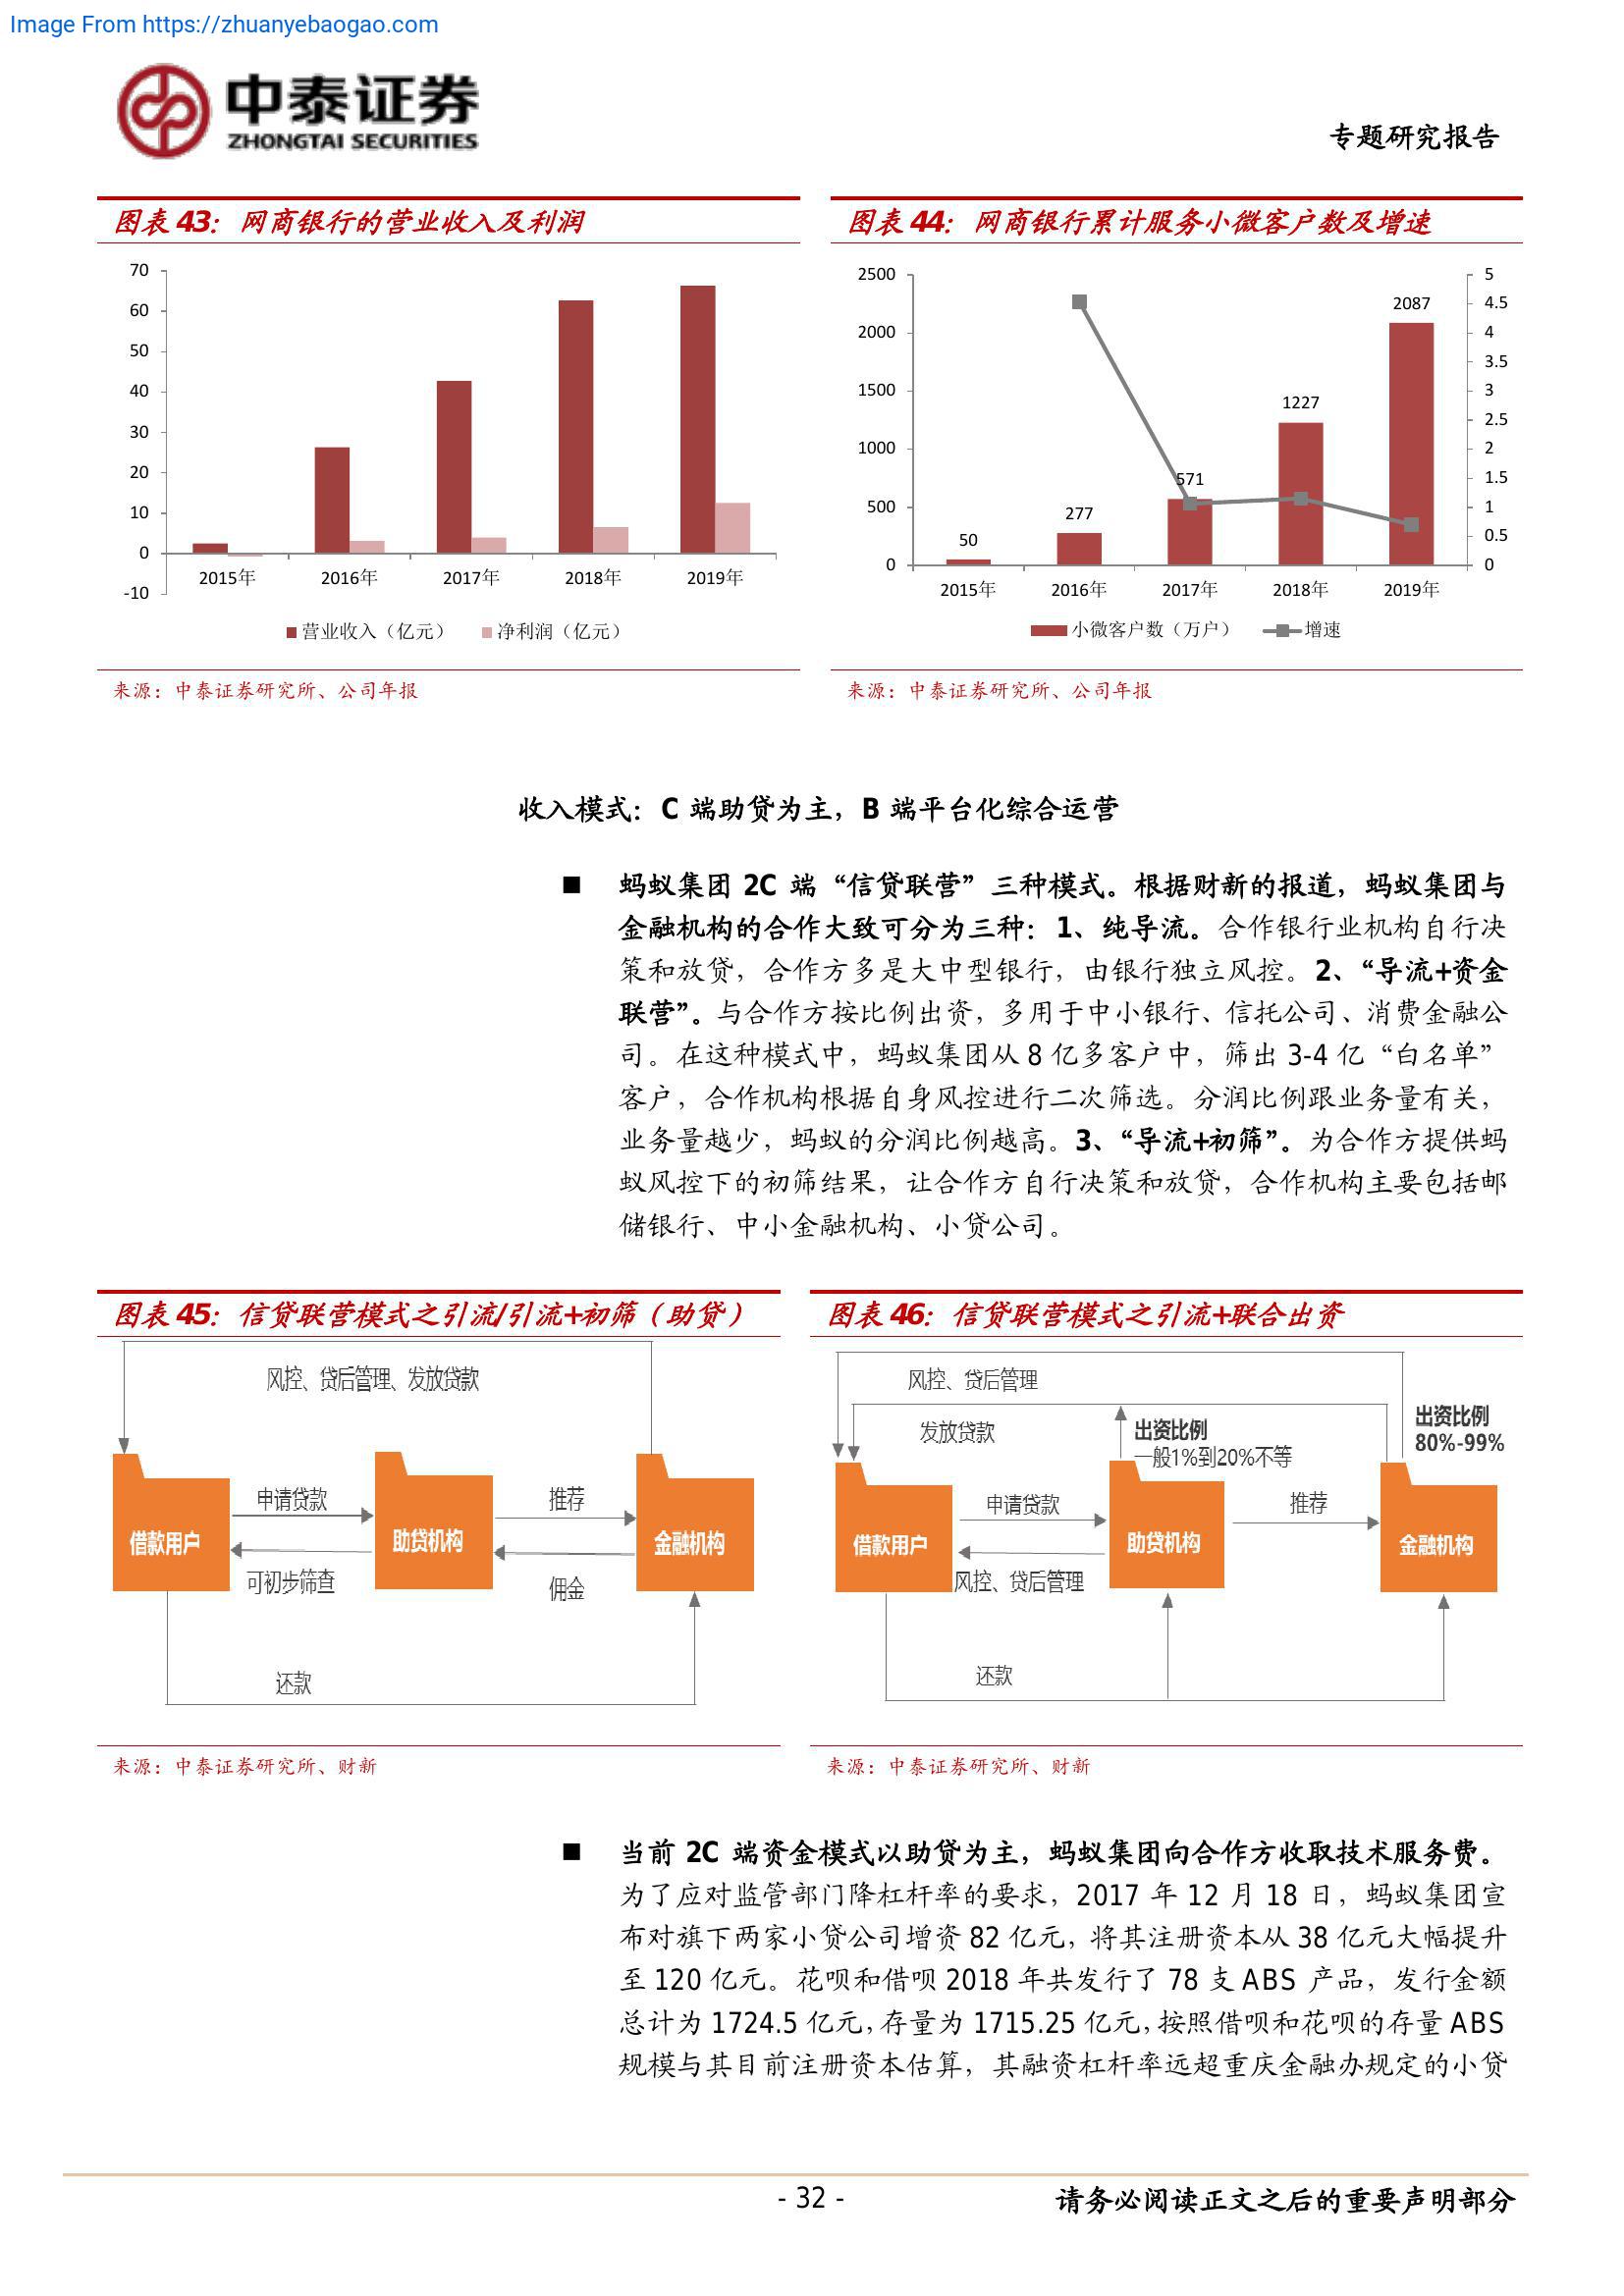 Image From https://zhuanyebaogao.com
中泰证券
ZHONGTAI SECURITIES
专题研究报告
图表 43：网商银行的营业收入及利润
70
60
50
40
30
20
10
0
-10
2015年 2016年 2017年 2018年 2019年
营业收入（亿元） 净利润（亿元）
来源：中泰证券研究所、公司年报
图表 44：网商银行累计服务小微客户数及增速
2500
2000
1500
1000
500
0
5
4.5
4
3.5
3
2.5
2
1.5
1
0.5
0
50
277
571
1227
2087
2015年 2016年 2017年 2018年 2019年
小微客户数（万户） 增速
来源：中泰证券研究所、公司年报
收入模式：C 端助贷为主，B 端平台化综合运营
■ 蚂蚁集团 2C 端“信贷联营”三种模式。根据财新的报道，蚂蚁集团与
金融机构的合作大致可分为三种：1、纯导流。合作银行业机构自行决
策和放贷，合作方多是大中型银行，由银行独立风控。2、“导流+资金
联营”。与合作方按比例出资，多用于中小银行、信托公司、消费金融公
司。在这种模式中，蚂蚁集团从 8 亿多客户中，筛出 3-4 亿“白名单”
客户，合作机构根据自身风控进行二次筛选。分润比例跟业务量有关，
业务量越少，蚂蚁的分润比例越高。3、“导流+初筛”。为合作方提供蚂
蚁风控下的初筛结果，让合作方自行决策和放贷，合作机构主要包括邮
储银行、中小金融机构、小贷公司。
图表 45：信贷联营模式之引流/引流+初筛（助贷）
风控、贷后管理、发放贷款
申请贷款
推荐
借款用户
助贷机构
金融机构
可初步筛查
佣金
还款
来源：中泰证券研究所、财新
图表 46：信贷联营模式之引流+联合出资
风控、贷后管理
发放贷款
出资比例
一般1%到20%不等
出资比例
80%-99%
申请贷款
推荐
借款用户
助贷机构
金融机构
风控、贷后管理
还款
来源：中泰证券研究所、财新
■ 当前 2C 端资金模式以助贷为主，蚂蚁集团向合作方收取技术服务费。
为了应对监管部门降杠杆率的要求，2017 年 12 月 18 日，蚂蚁集团宣
布对旗下两家小贷公司增资 82 亿元，将其注册资本从 38 亿元大幅提升
至 120 亿元。花呗和借呗 2018 年共发行了 78 支 ABS 产品，发行金额
总计为 1724.5 亿元，存量为 1715.25 亿元，按照借呗和花呗的存量 ABS
规模与其目前注册资本估算，其融资杠杆率远超重庆金融办规定的小贷
- 32 -
请务必阅读正文之后的重要声明部分